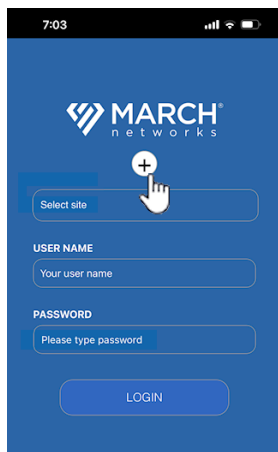 7:03
MARCH®
networks
+
Select site
USER NAME
Your user name
PASSWORD
Please type password
LOGIN